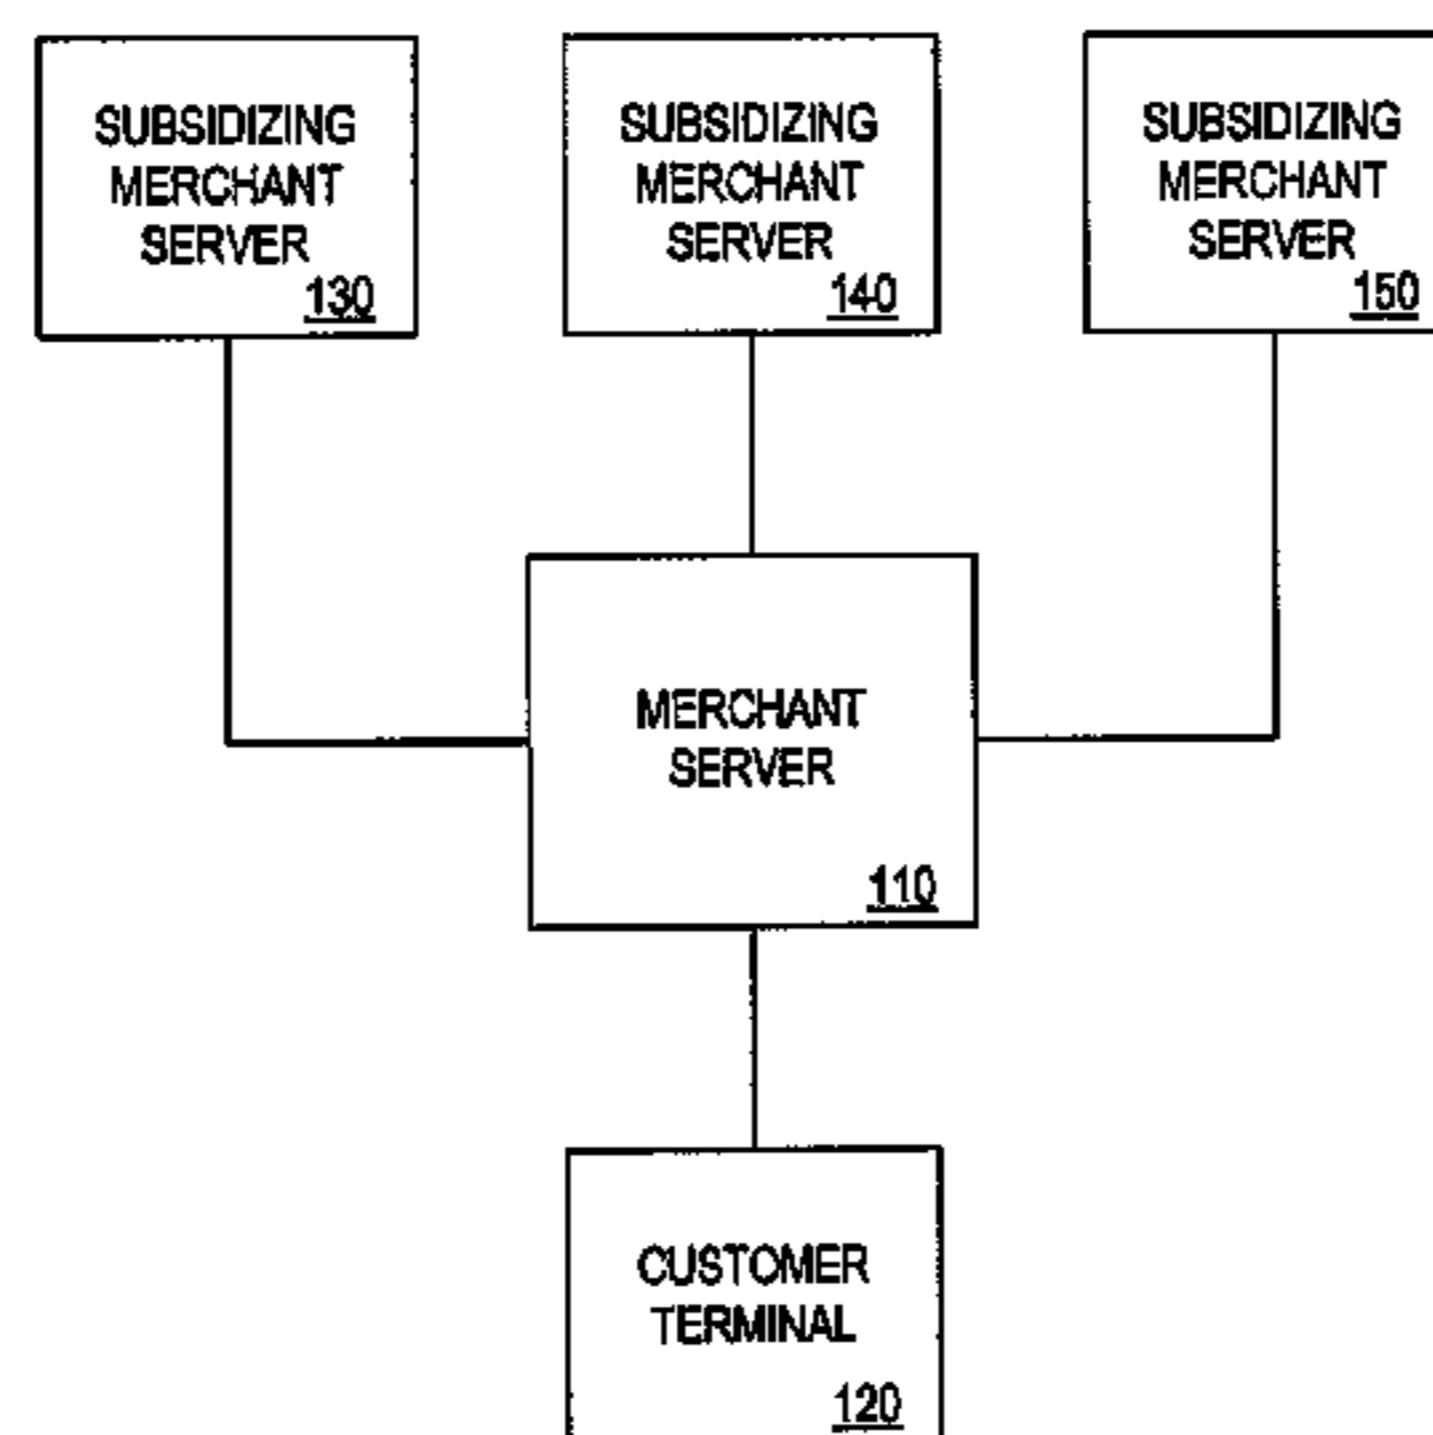 SUBSIDIZING
MERCHANT
SERVER
130
SUBSIDIZING
MERCHANT
SERVER
140
SUBSIDIZING
MERCHANT
SERVER
150
MERCHANT
SERVER
110
CUSTOMER
TERMINAL
120